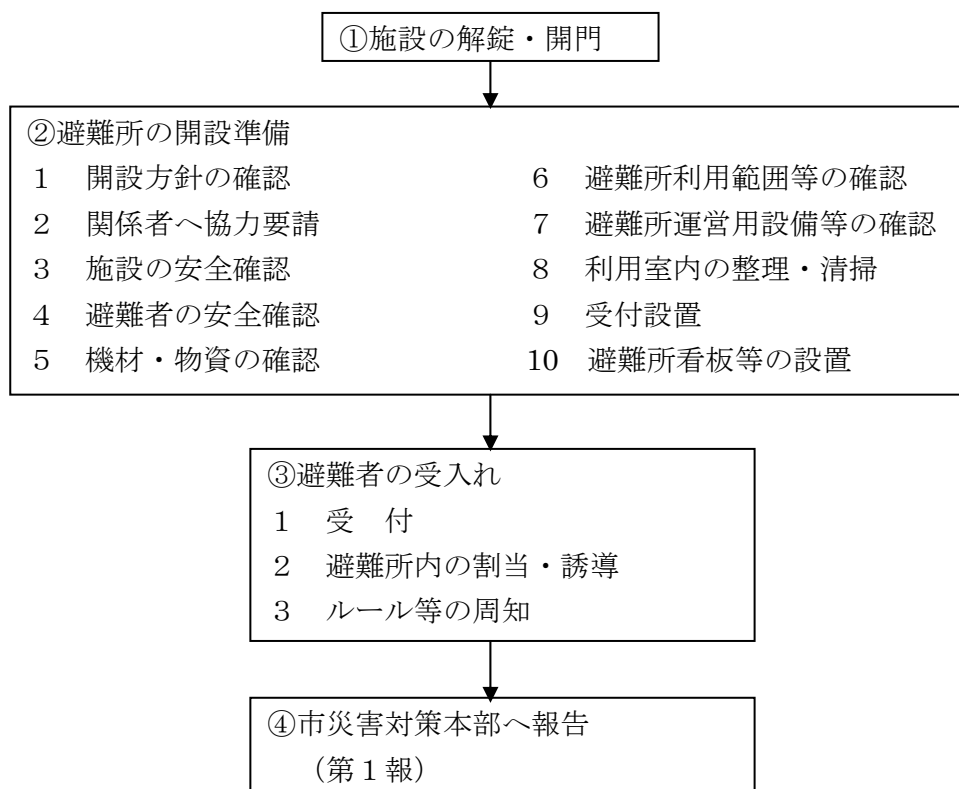 ①施設の解錠・開門
②避難所の開設準備
1 開設方針の確認
2 関係者へ協力要請
3 施設の安全確認
4 避難者の安全確認
5 機材・物資の確認
6 避難所利用範囲等の確認
7 避難所運営用設備等の確認
8 利用室内の整理・清掃
9 受付設置
10 避難所看板等の設置
③避難者の受入れ
1 受 付
2 避難所内の割当・誘導
3 ルール等の周知
④市災害対策本部へ報告
（第1報）